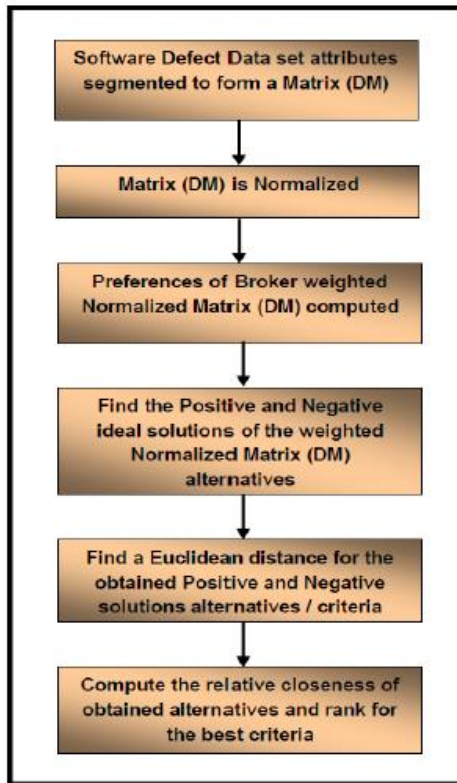 Software Defect Data set attributes
segmented to form a Matrix (DM)
Matrix (DM) is Normalized
Preferences of Broker weighted
Normalized Matrix (DM) computed
Find the Positive and Negative
ideal solutions of the weighted
Normalized Matrix (DM)
alternatives
Find a Euclidean distance for the
obtained Positive and Negative
solutions alternatives / criteria
Compute the relative closeness of
obtained alternatives and rank for
the best criteria